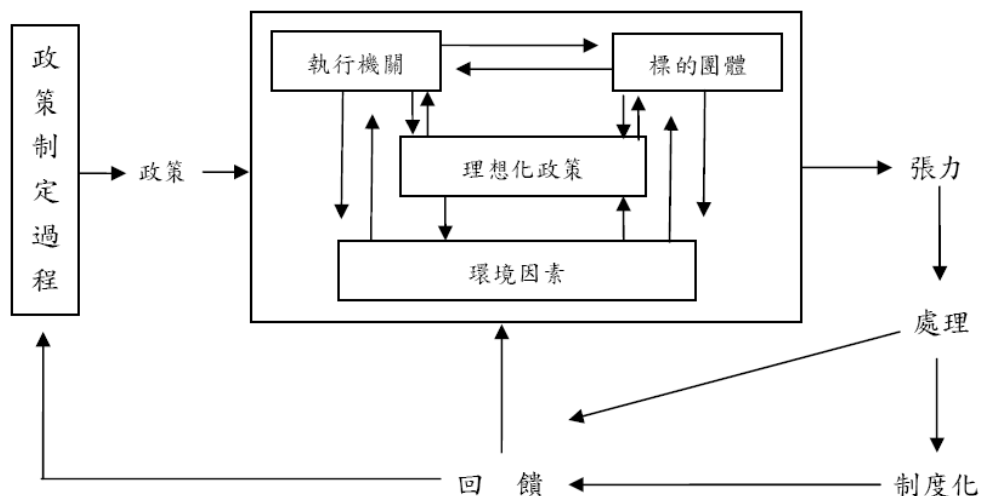 政策制定過程
執行機關
標的團體
理想化政策
政策
張力
環境因素
處理
回 饋
制度化